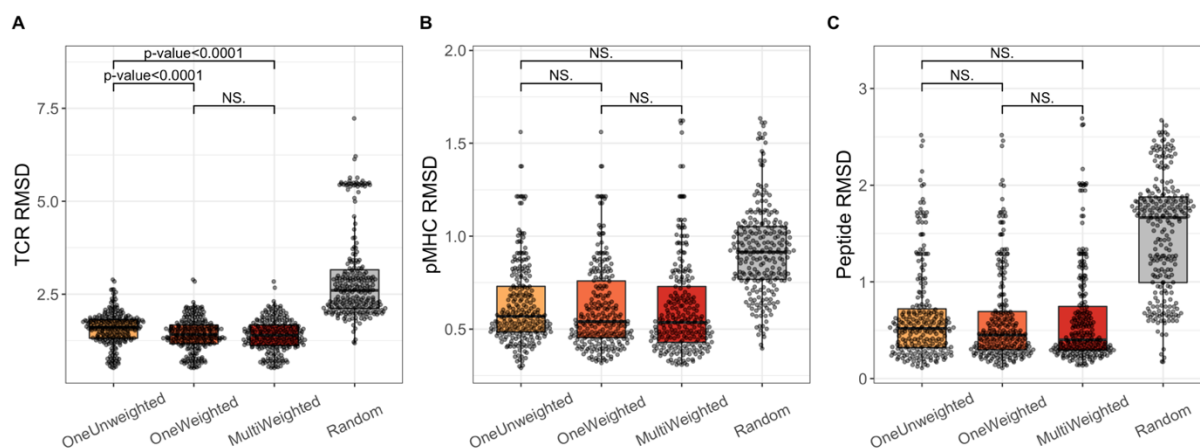 A
TCR RMSD
7.5
5.0
2.5
p-value<0.0001
p-value<0.0001
NS.
OneUnweighted
OneWeighted
MultiWeighted
Random
B
pMHC RMSD
2.0
1.5
1.0
0.5
NS.
NS.
NS.
OneUnweighted
OneWeighted
MultiWeighted
Random
C
Peptide RMSD
3
2
1
0
NS.
NS.
NS.
OneUnweighted
OneWeighted
MultiWeighted
Random